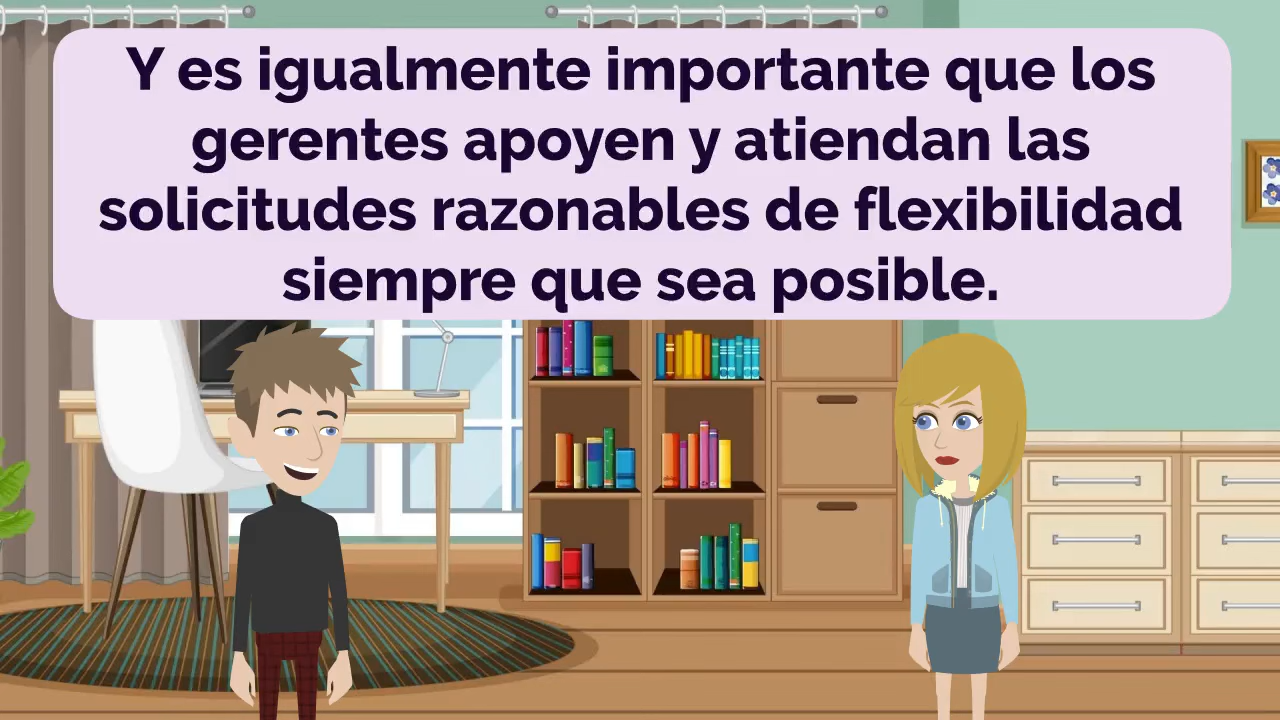 Y es igualmente importante que los
gerentes apoyen y atiendan las
solicitudes razonables de flexibilidad
siempre que sea posible.